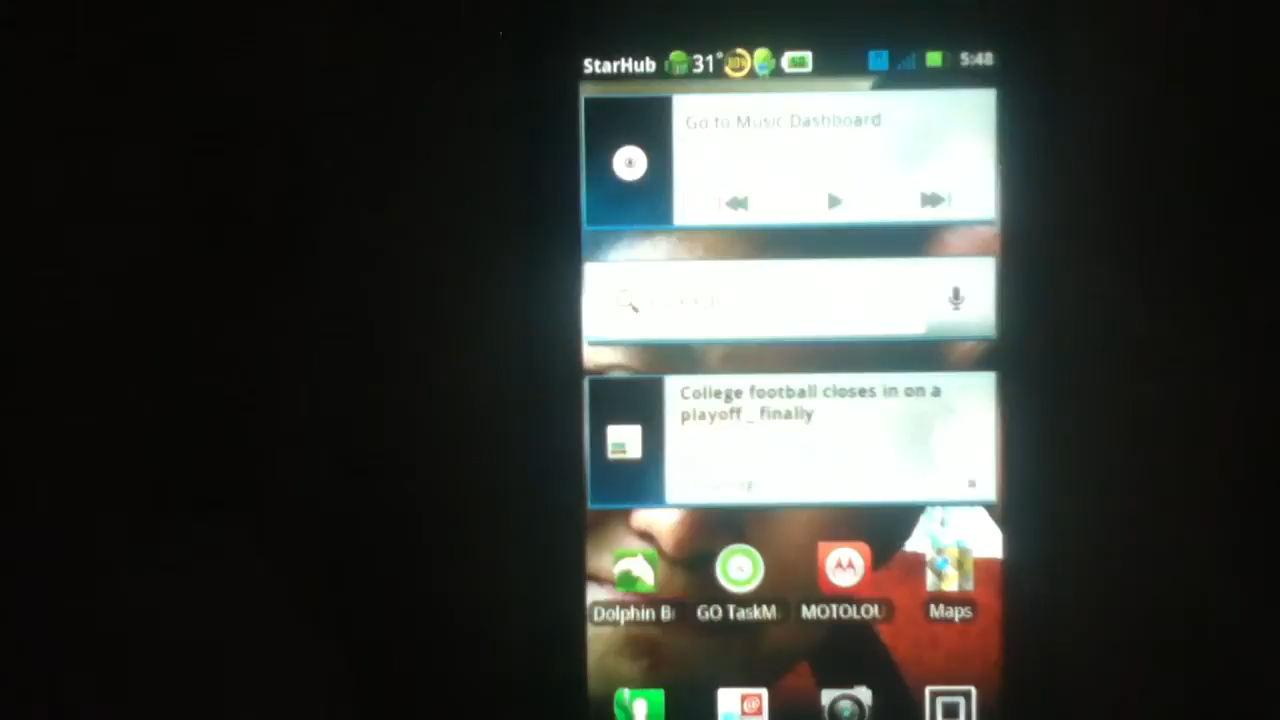 StarHub 31° 5:48
Go to Music Dashboard
College football closes in on a
playoff _ finally
Dolphin B GO TaskM MOTOLOU Maps